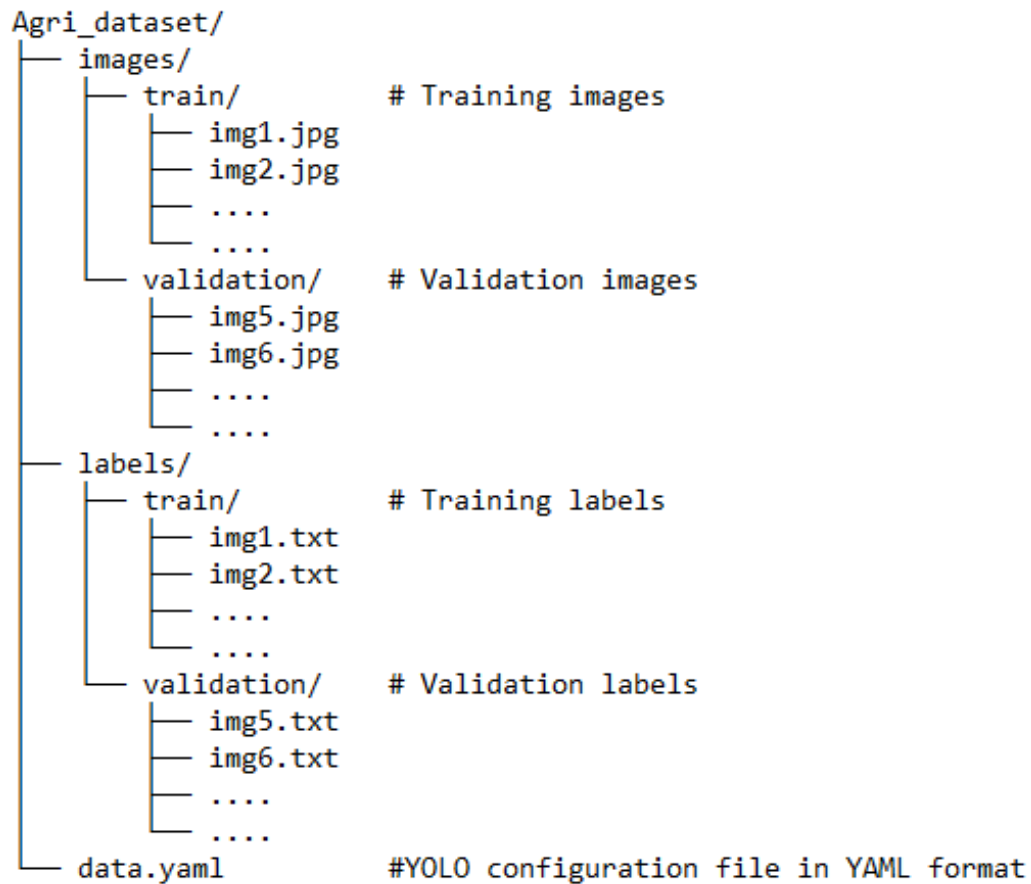 Agri_dataset/
├── images/
│   ├── train/          # Training images
│   │   ├── img1.jpg
│   │   ├── img2.jpg
│   │   ├── ....
│   │   └── ....
│   └── validation/     # Validation images
│       ├── img5.jpg
│       ├── img6.jpg
│       ├── ....
│       └── ....
├── labels/
│   ├── train/          # Training labels
│   │   ├── img1.txt
│   │   ├── img2.txt
│   │   ├── ....
│   │   └── ....
│   └── validation/     # Validation labels
│       ├── img5.txt
│       ├── img6.txt
│       ├── ....
│       └── ....
└── data.yaml           #YOLO configuration file in YAML format